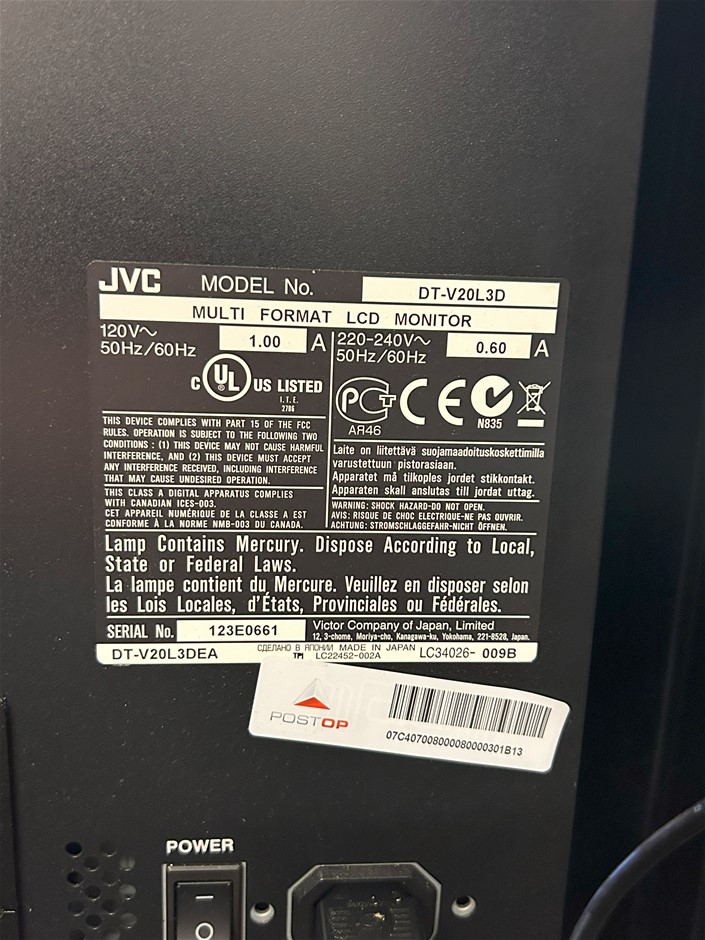 JVC MODEL No. DT-V20L3D
MULTI FORMAT LCD MONITOR
120V~ 50Hz/60Hz 1.00 A
220-240V~ 50Hz/60Hz 0.60 A
C UL US LISTED
I.T.E.
2786
PCT CE N835
AЯ46
THIS DEVICE COMPLIES WITH PART 15 OF THE FCC
RULES. OPERATION IS SUBJECT TO THE FOLLOWING TWO
CONDITIONS : (1) THIS DEVICE MAY NOT CAUSE HARMFUL
INTERFERENCE, AND (2) THIS DEVICE MUST ACCEPT
ANY INTERFERENCE RECEIVED, INCLUDING INTERFERENCE
THAT MAY CAUSE UNDESIRED OPERATION.
THIS CLASS A DIGITAL APPARATUS COMPLIES
WITH CANADIAN ICES-003.
CET APPAREIL NUMÉRIQUE DE LA CLASSE A EST
CONFORME À LA NORME NMB-003 DU CANADA.
Laite on liitettävä suojamaadoituskoskettimilla
varustettuun pistorasiaan.
Apparatet må tilkoples jordet stikkontakt.
Apparaten skall anslutas till jordat uttag.
WARNING: SHOCK HAZARD-DO NOT OPEN.
AVIS: RISQUE DE CHOC ELECTRIQUE-NE PAS OUVRIR.
ACHTUNG: STROMSCHLAGGEFAHR-NICHT ÖFFNEN.
Lamp Contains Mercury. Dispose According to Local,
State or Federal Laws.
La lampe contient du Mercure. Veuillez en disposer selon
les Lois Locales, d'États, Provinciales ou Fédérales.
SERIAL No. 123E0661
Victor Company of Japan, Limited
12, 3-chome, Moriya-cho, Kanagawa-ku, Yokohama, 221-8528, Japan.
DT-V20L3DEA СДЕЛАНО В ЯПОНИИ MADE IN JAPAN
LC22452-002A LC34026- 009B
POSTOP
07C407008000080000301B13
POWER